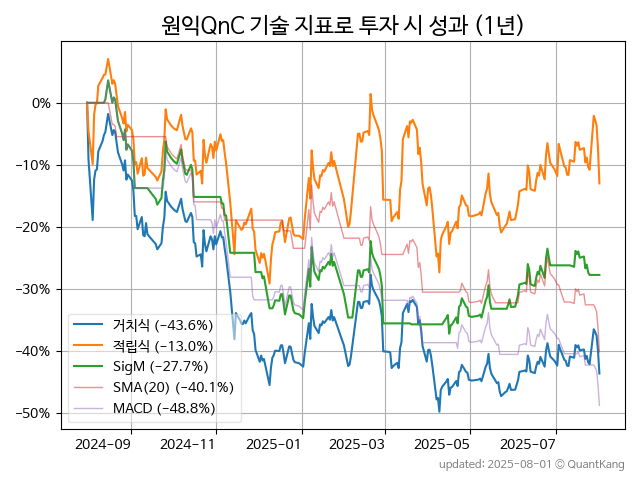 원익QnC 기술 지표로 투자 시 성과 (1년)
0%
−10%
−20%
−30%
−40%
−50%
거치식 (−43.6%)
적립식 (−13.0%)
SigM (−27.7%)
SMA(20) (−40.1%)
MACD (−48.8%)
2024−09 2024−11 2025−01 2025−03 2025−05 2025−07
updated: 2025-08-01 © QuantKang